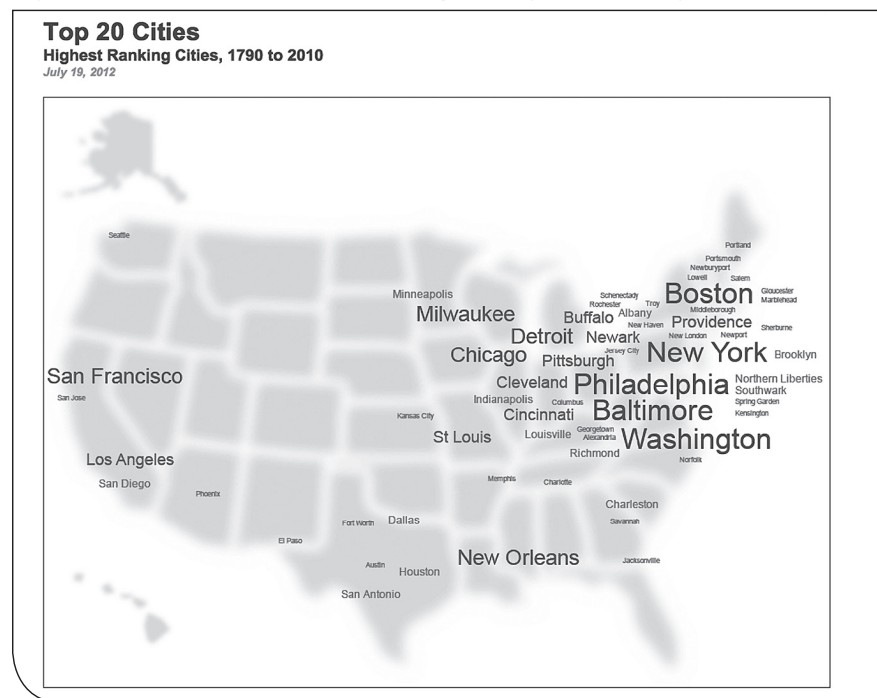 Top 20 Cities
Highest Ranking Cities, 1790 to 2010
July 19, 2012
Seattle
Portland
Portsmouth
Newburyport
Lowell
Salem
Minneapolis
Schenectady
Boston
Gloucester
Marblehead
Rochester
Troy
Middleborough
Milwaukee
Buffalo
Albany
Providence
New Haven
Sherburne
Detroit
Newark
New London
Newport
Chicago
Jersey City
New York
Brooklyn
Pittsburgh
San Francisco
Cleveland
Philadelphia
Northern Liberties
Southwark
San Jose
Indianapolis
Columbus
Spring Garden
Kansas City
Cincinnati
Baltimore
Kensington
St Louis
Louisville
Georgetown
Alexandria
Washington
Richmond
Los Angeles
Norfolk
San Diego
Memphis
Charlotte
Phoenix
Charleston
Fort Worth
Dallas
Savannah
El Paso
New Orleans
Jacksonville
Austin
Houston
San Antonio